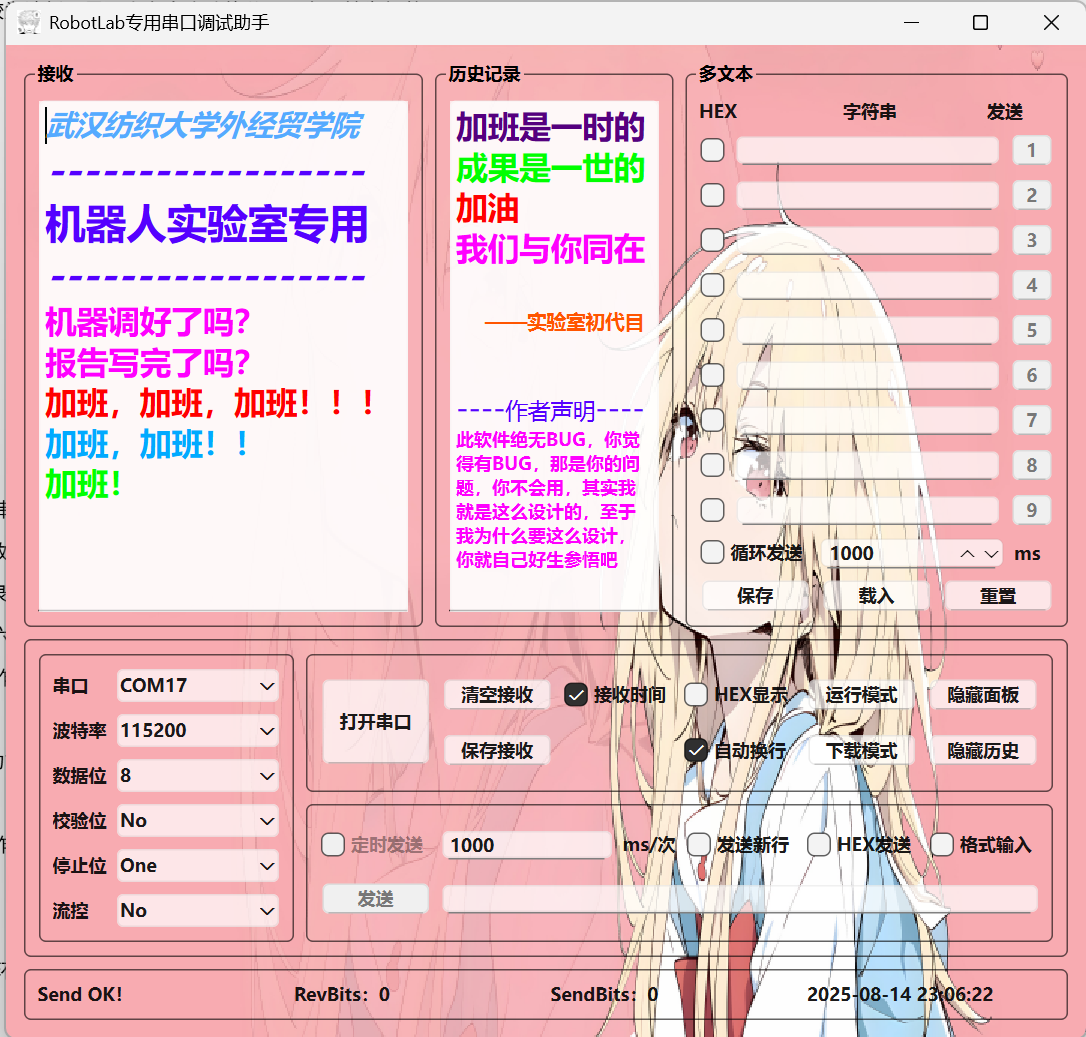 RobotLab专用串口调试助手
接收
武汉纺织大学外经贸学院
------------------
机器人实验室专用
------------------
机器调好了吗?
报告写完了吗?
加班，加班，加班！！！
加班，加班！！
加班！
历史记录
加班是一时的
成果是一世的
加油
我们与你同在
——实验室初代目
----作者声明----
此软件绝无BUG，你觉
得有BUG，那是你的问
题，你不会用，其实我
就是这么设计的，至于
我为什么要这么设计，
你就自己好生参悟吧
多文本
HEX 字符串 发送
1
2
3
4
5
6
7
8
9
循环发送 1000 ms
保存 载入 重置
串口 COM17
波特率 115200
数据位 8
校验位 No
停止位 One
流控 No
打开串口
清空接收 接收时间 HEX显示 运行模式 隐藏面板
保存接收 自动换行 下载模式 隐藏历史
定时发送 1000 ms/次 发送新行 HEX发送 格式输入
发送
Send OK! RevBits: 0 SendBits: 0 2025-08-14 23:06:22